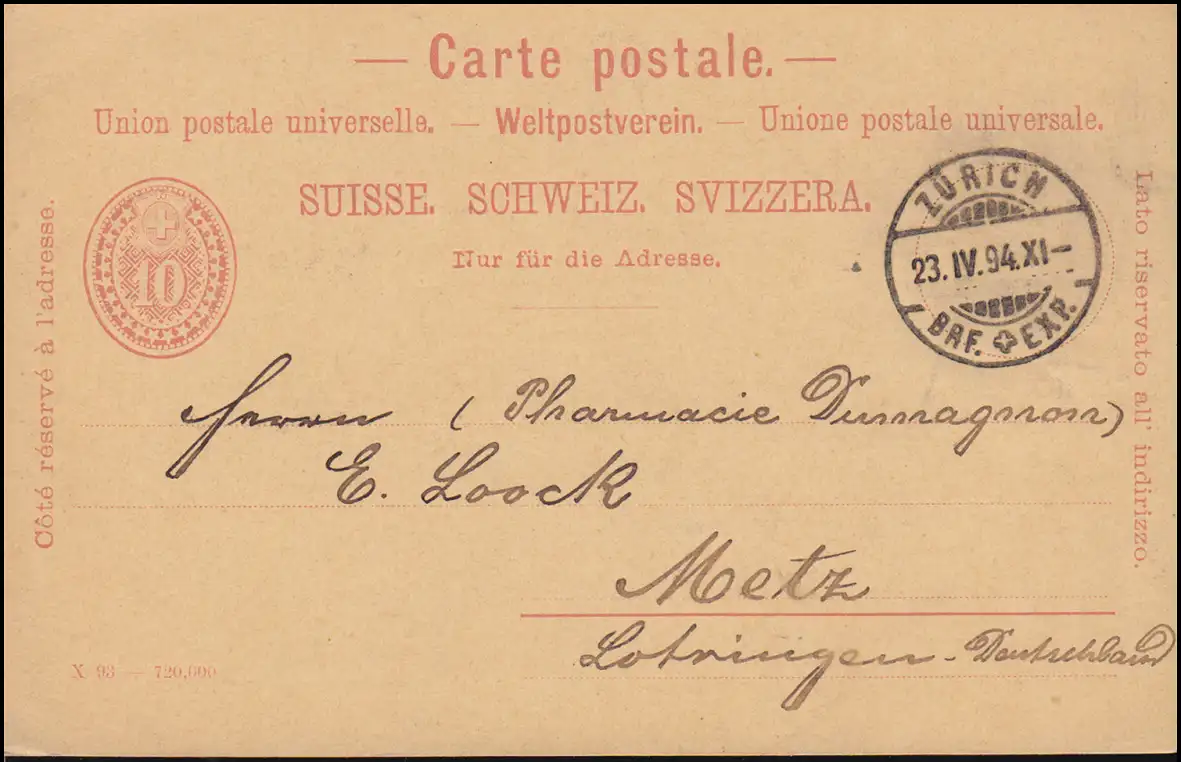 — Carte postale. —
Union postale universelle. — Weltpostverein. — Unione postale universale.
SUISSE. SCHWEIZ. SVIZZERA.
Nur für die Adresse.
10
Côté réservé à l'adresse.
Lato riservato all' indirizzo.
ZÜRICH
23.IV.94.XI–
BRF. EXP.
Herrn (Pharmacie Dumagnon)
E. Loock
Metz
Lotringen - Deutschland
X 93 — 720,000